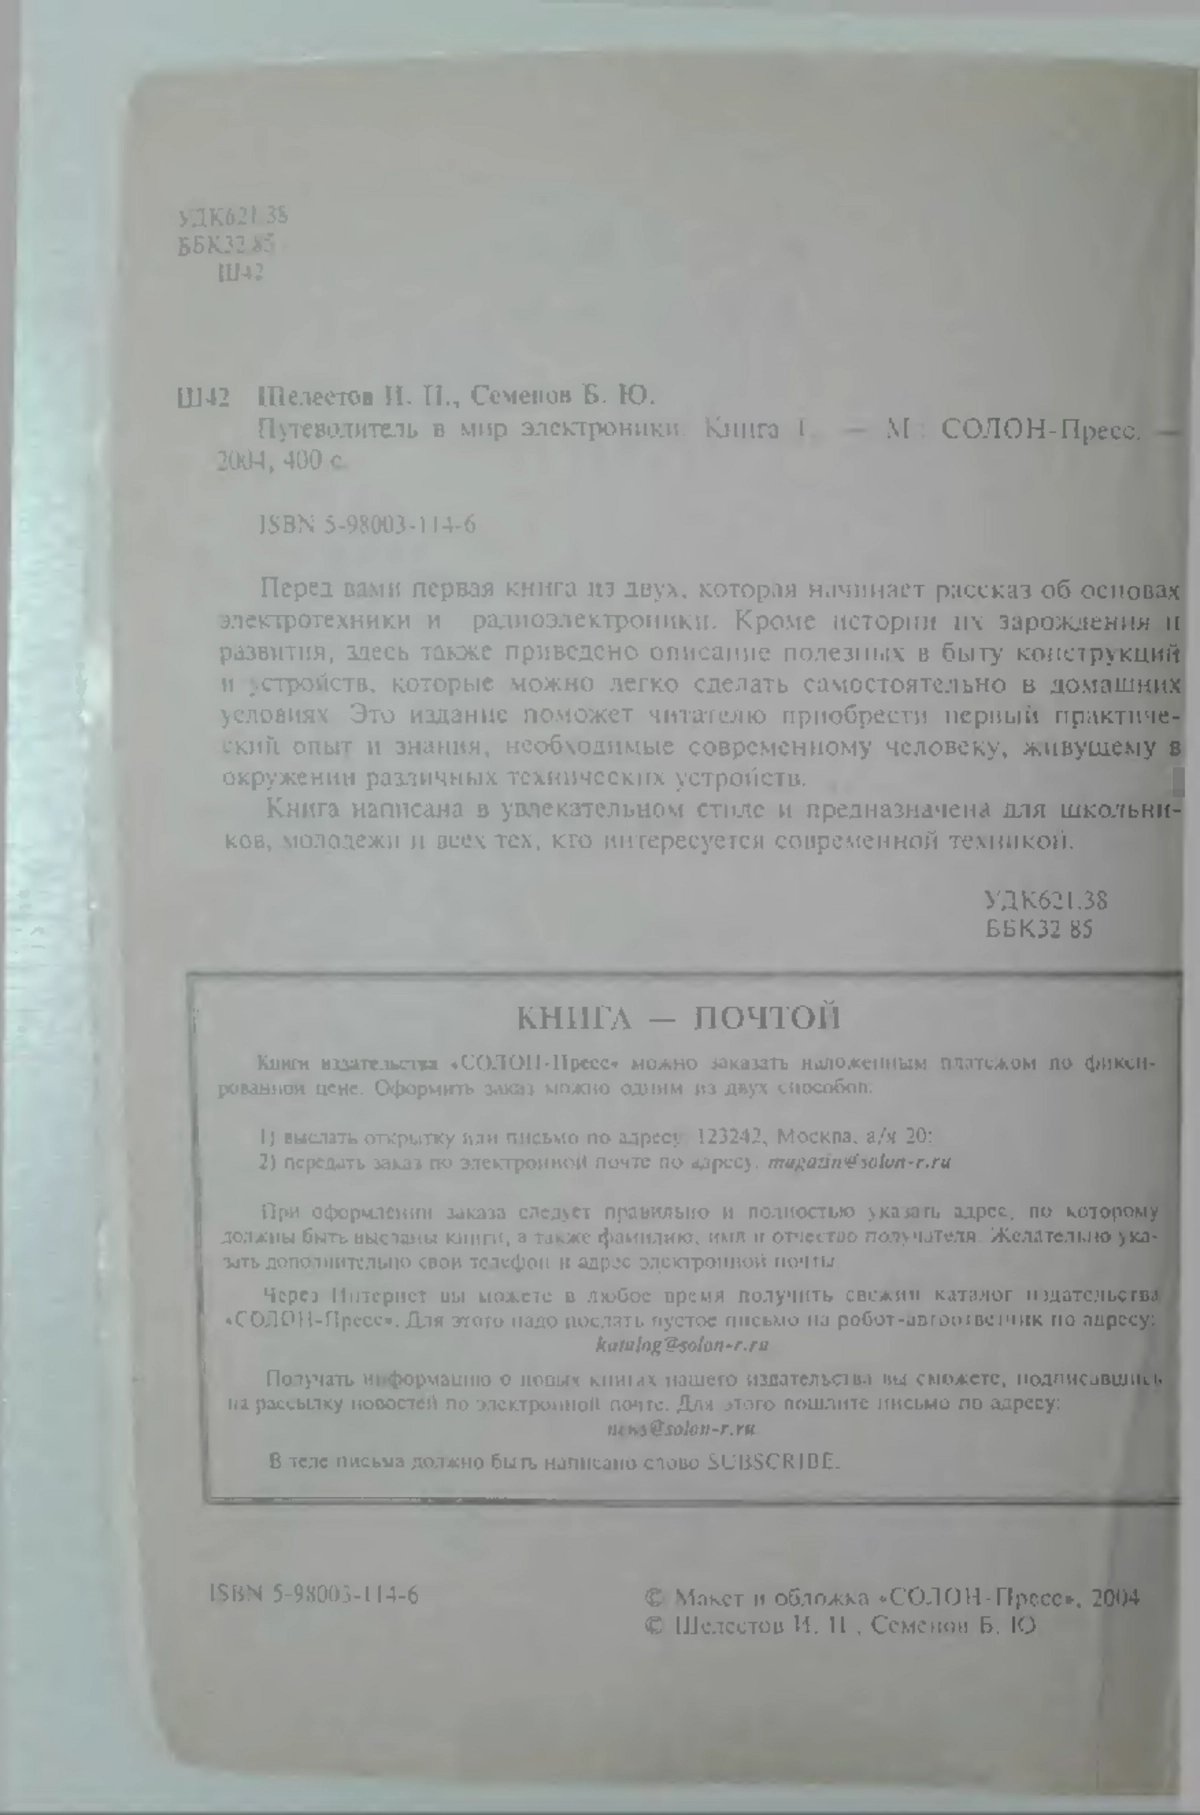 УДК621.38
ББК32.85
Ш42
Ш42 Шелестов И. П., Семенов Б. Ю.
Путеводитель в мир электроники. Книга 1. — М.: СОЛОН-Пресс. —
2004, 400 с.
ISBN 5-98003-114-6
Перед вами первая книга из двух, которая начинает рассказ об основах
электротехники и радиоэлектроники. Кроме истории их зарождения и
развития, здесь также приведено описание полезных в быту конструкций
и устройств, которые можно легко сделать самостоятельно в домашних
условиях. Это издание поможет читателю приобрести первый практиче-
ский опыт и знания, необходимые современному человеку, живущему в
окружении различных технических устройств.
Книга написана в увлекательном стиле и предназначена для школьни-
ков, молодежи и всех тех, кто интересуется современной техникой.
УДК621.38
ББК32.85
КНИГА — ПОЧТОЙ
Книги издательства «СОЛОН-Пресс» можно заказать наложенным платежом по фикси-
рованной цене. Оформить заказ можно одним из двух способов:
1) выслать открытку или письмо по адресу: 123242, Москва, а/я 20;
2) передать заказ по электронной почте по адресу: magazin@solon-r.ru
При оформлении заказа следует правильно и полностью указать адрес, по которому
должны быть высланы книги, а также фамилию, имя и отчество получателя. Желательно ука-
зать дополнительно свои телефон и адрес электронной почты.
Через Интернет вы можете в любое время получить свежий каталог издательства
«СОЛОН-Пресс». Для этого надо послать пустое письмо на робот-автоответчик по адресу:
katalog@solon-r.ru
Получать информацию о новых книгах нашего издательства вы сможете, подписавшись
на рассылку новостей по электронной почте. Для этого пошлите письмо по адресу:
news@solon-r.ru
В теле письма должно быть написано слово SUBSCRIBE.
ISBN 5-98003-114-6
© Макет и обложка «СОЛОН-Пресс», 2004
© Шелестов И. П., Семенов Б. Ю.